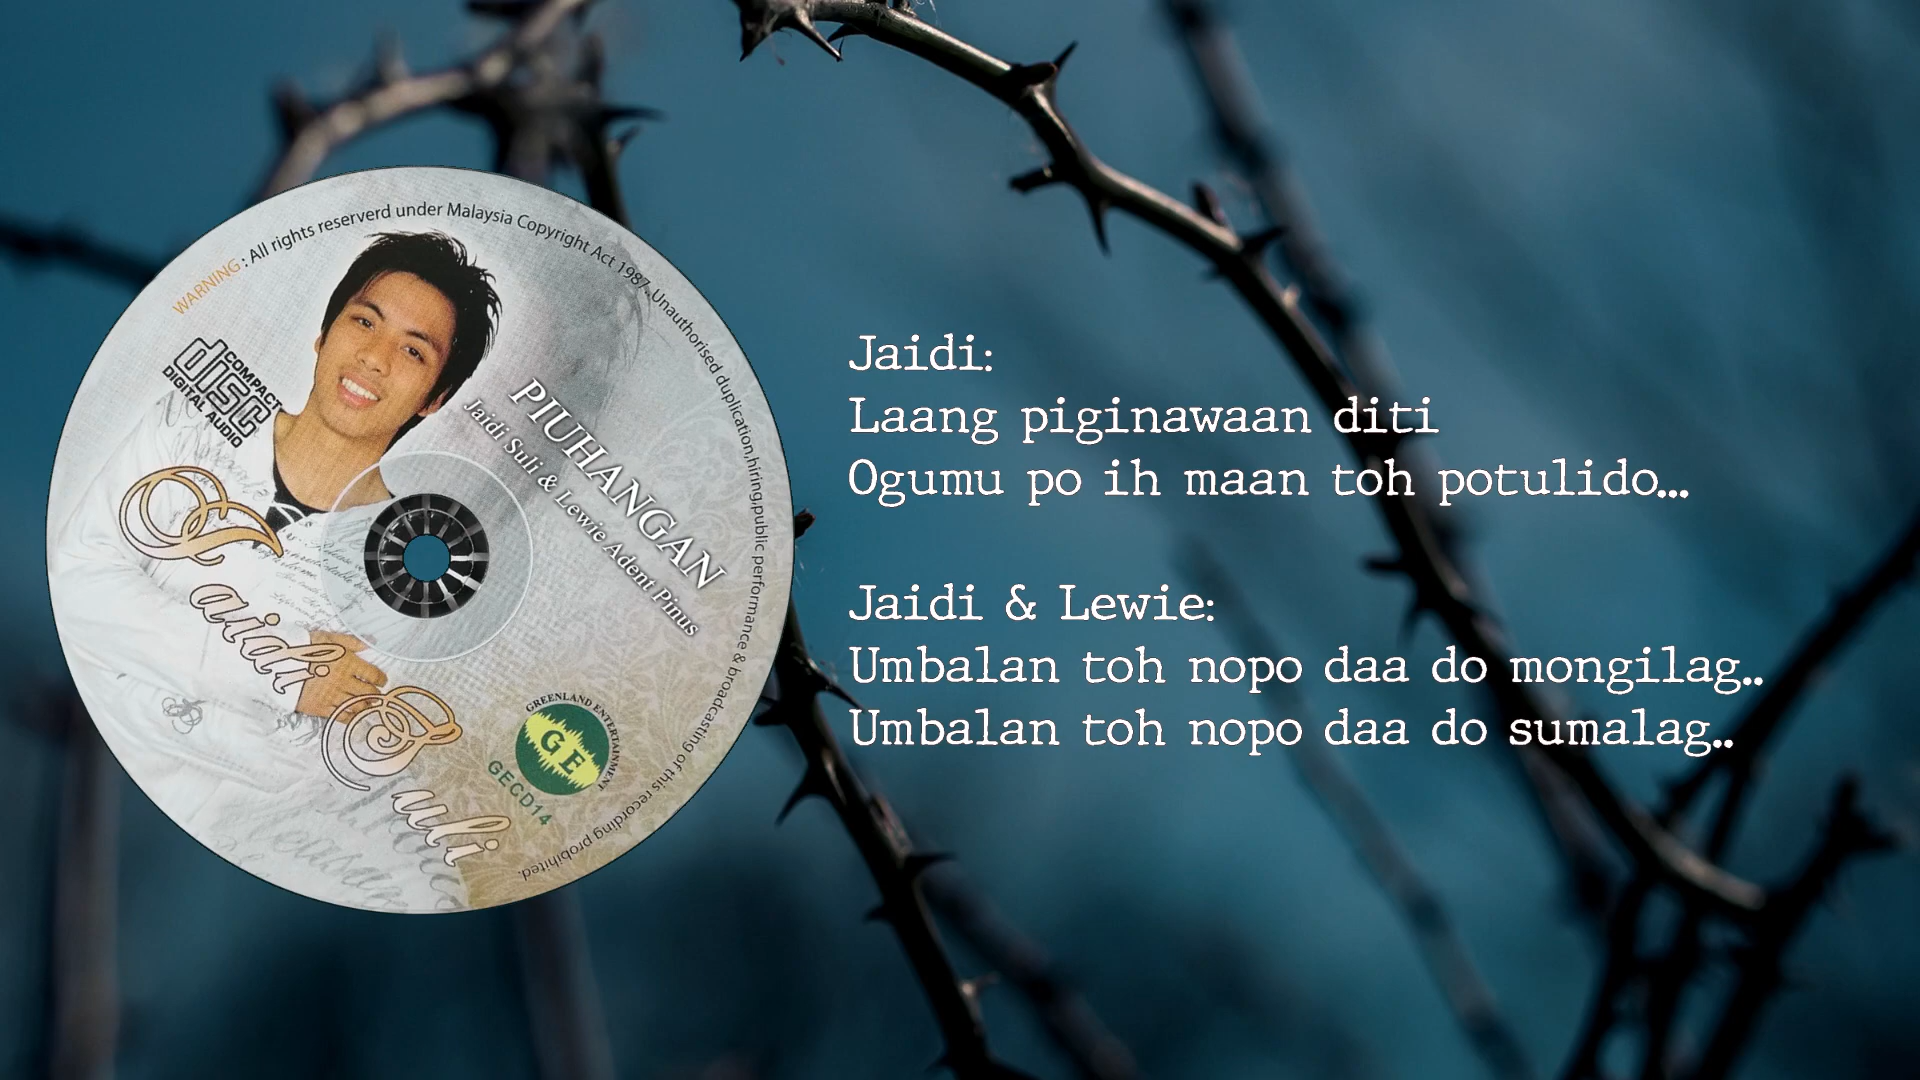 WARNING : All rights reserverd under Malaysia Copyright Act 1987. Unauthorised duplication,hiring,public performance & broadcasting of this recording probihited.
COMPACT
disc
DIGITAL AUDIO
PIUHANGAN
Jaidi Suli & Lewie Adent Pinus
Jaidi Suli
GREENLAND ENTERTAINMENT
GE
GECD14
Jaidi:
Laang piginawaan diti
Ogumu po ih maan toh potulido...
Jaidi & Lewie:
Umbalan toh nopo daa do mongilag..
Umbalan toh nopo daa do sumalag..